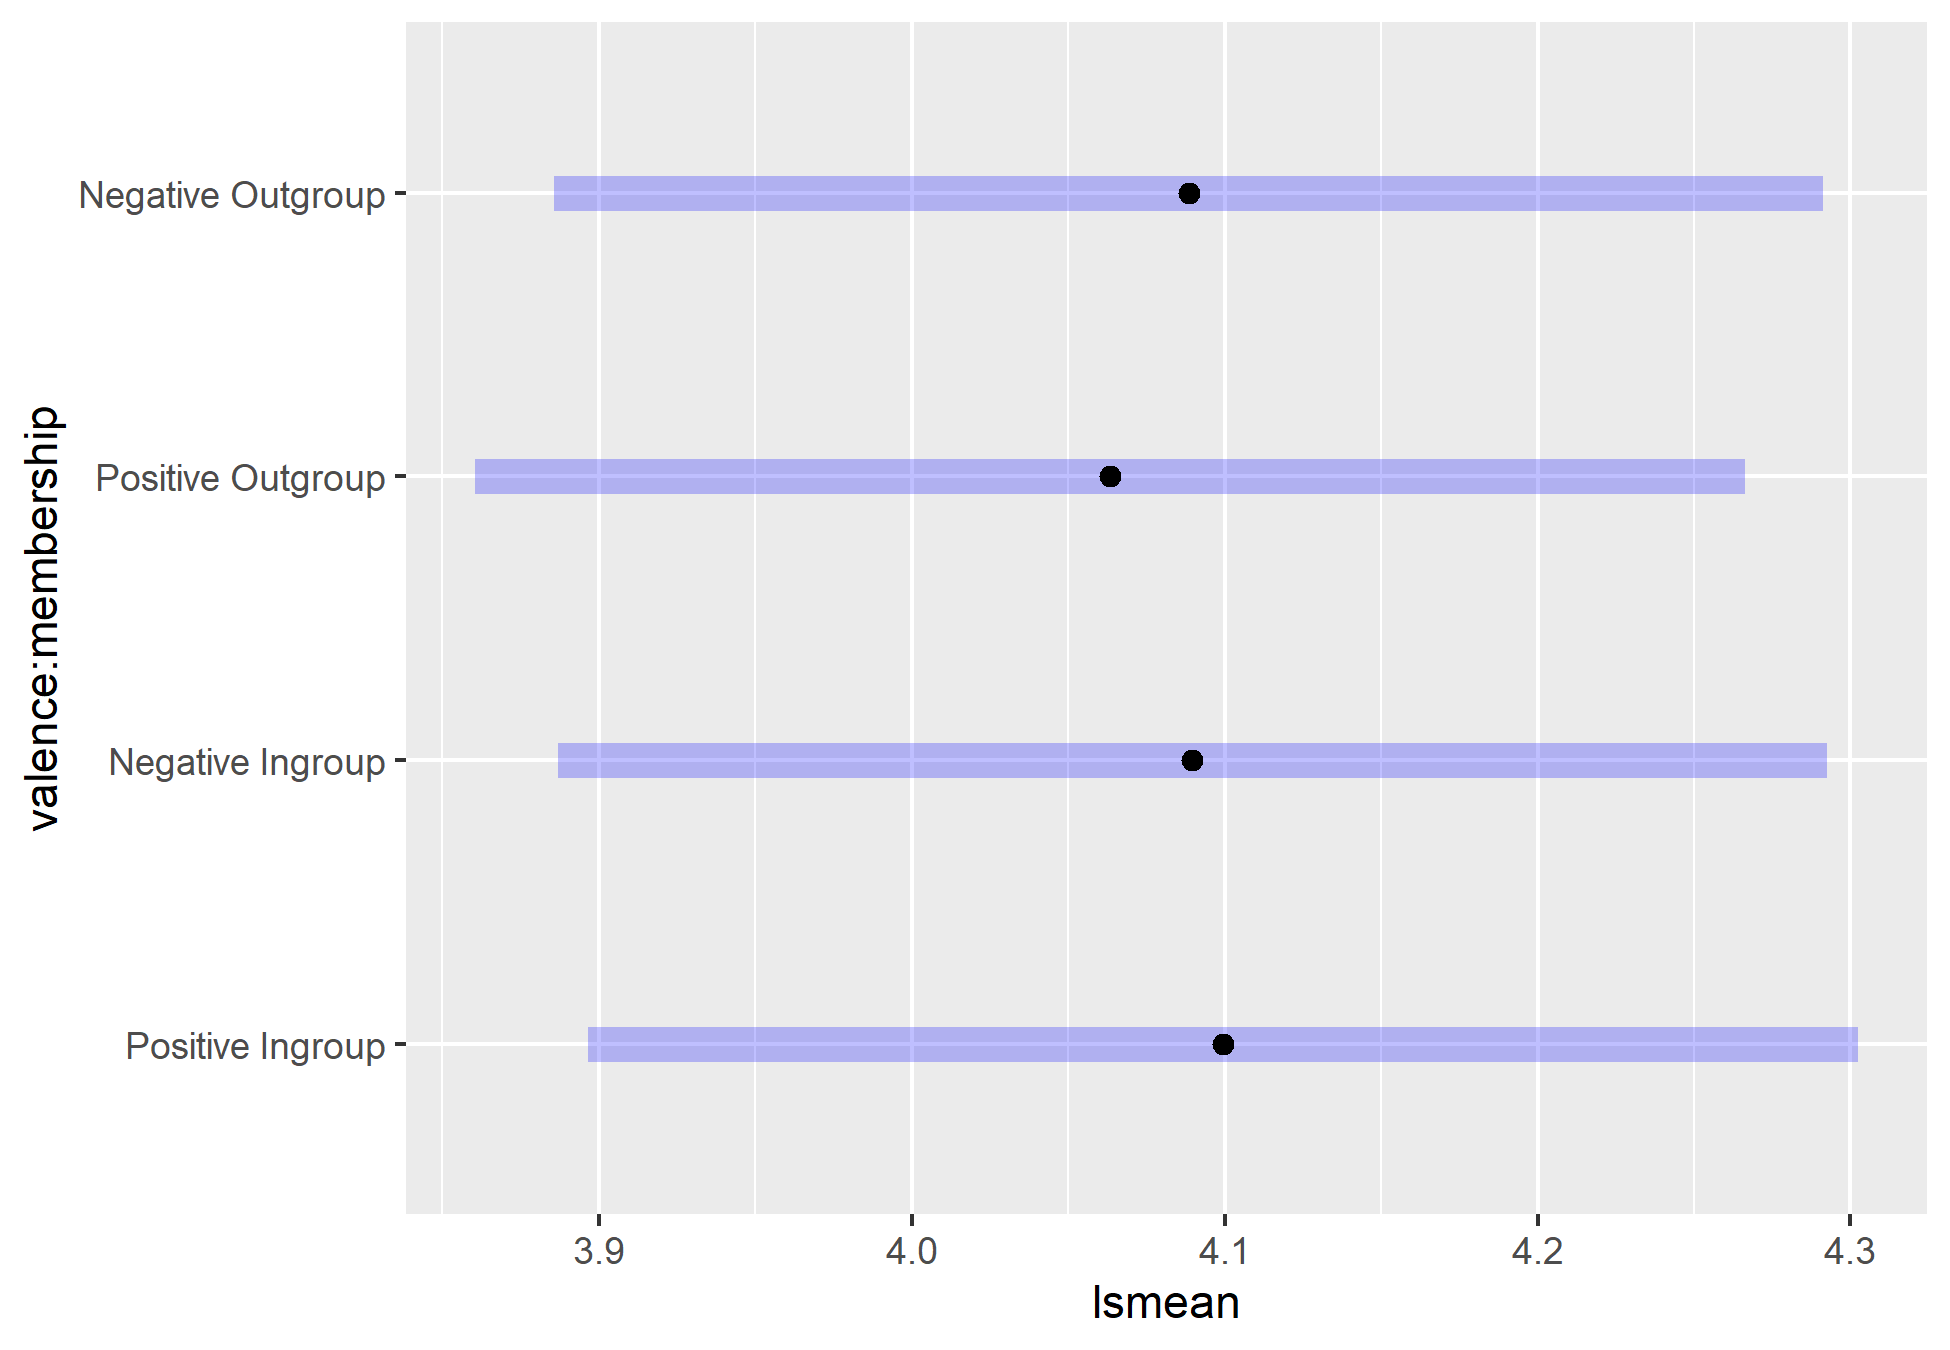 valence:membership
Negative Outgroup
Positive Outgroup
Negative Ingroup
Positive Ingroup
3.9 4.0 4.1 4.2 4.3
lsmean